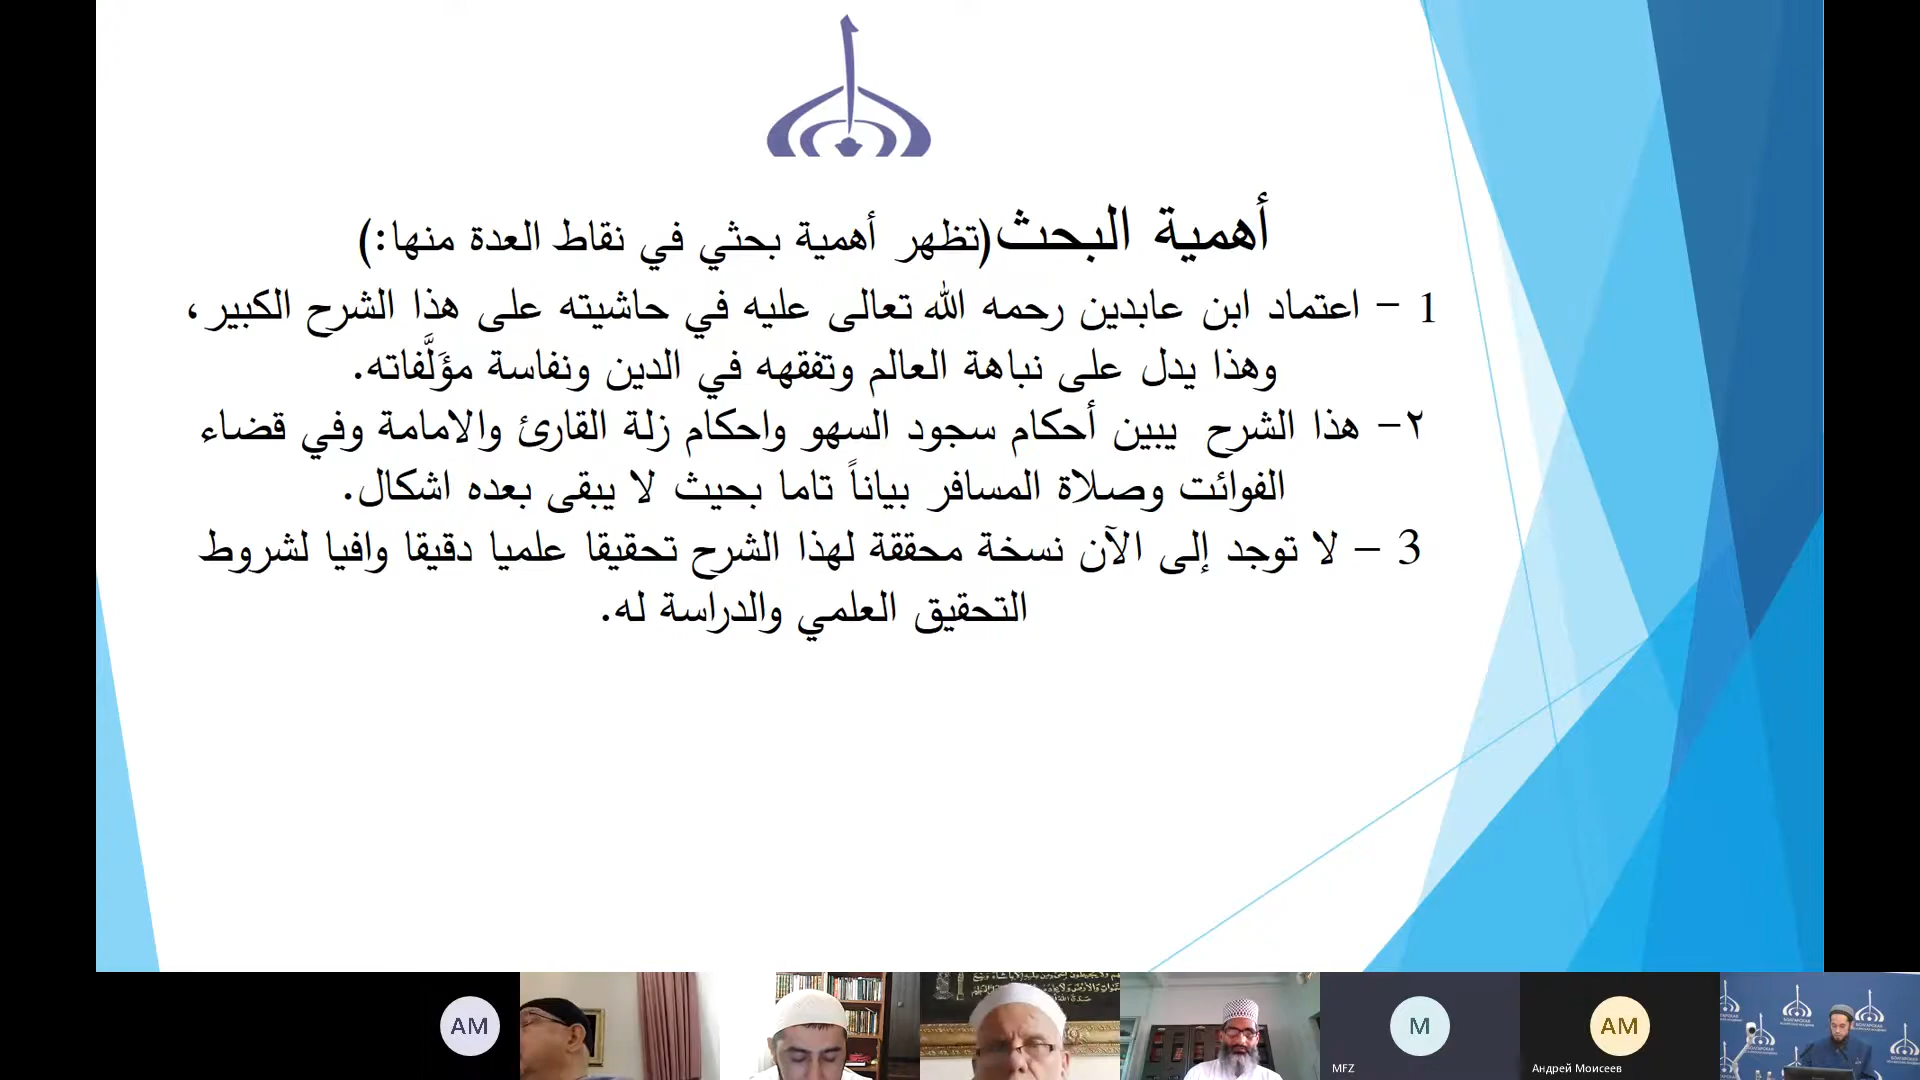 أهمية البحث(تظهر أهمية بحثي في نقاط العدة منها:)
1 – اعتماد ابن عابدين رحمه الله تعالى عليه في حاشيته على هذا الشرح الكبير،
وهذا يدل على نباهة العالم وتفقهه في الدين ونفاسة مؤَلَّفاته.
٢– هذا الشرح يبين أحكام سجود السهو واحكام زلة القارئ والامامة وفي قضاء
الفوائت وصلاة المسافر بياناً تاما بحيث لا يبقى بعده اشكال.
3 – لا توجد إلى الآن نسخة محققة لهذا الشرح تحقيقا علميا دقيقا وافيا لشروط
التحقيق العلمي والدراسة له.
AM
M
MFZ
AM
Андрей Моисеев